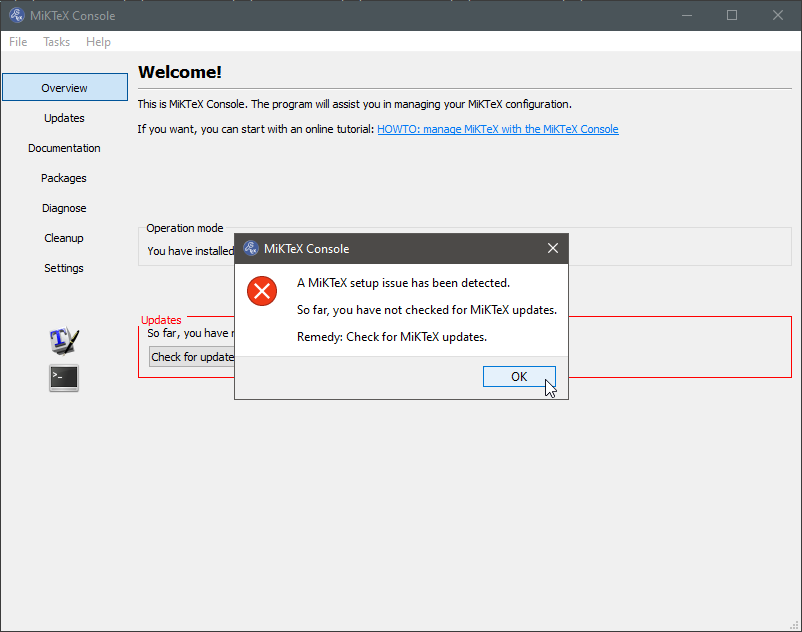 MiKTeX Console
File Tasks Help
Overview
Updates
Documentation
Packages
Diagnose
Cleanup
Settings
Welcome!
This is MiKTeX Console. The program will assist you in managing your MiKTeX configuration.
If you want, you can start with an online tutorial: HOWTO: manage MiKTeX with the MiKTeX Console
Operation mode
You have installed
Updates
So far, you have
Check for update
MiKTeX Console
A MiKTeX setup issue has been detected.
So far, you have not checked for MiKTeX updates.
Remedy: Check for MiKTeX updates.
OK